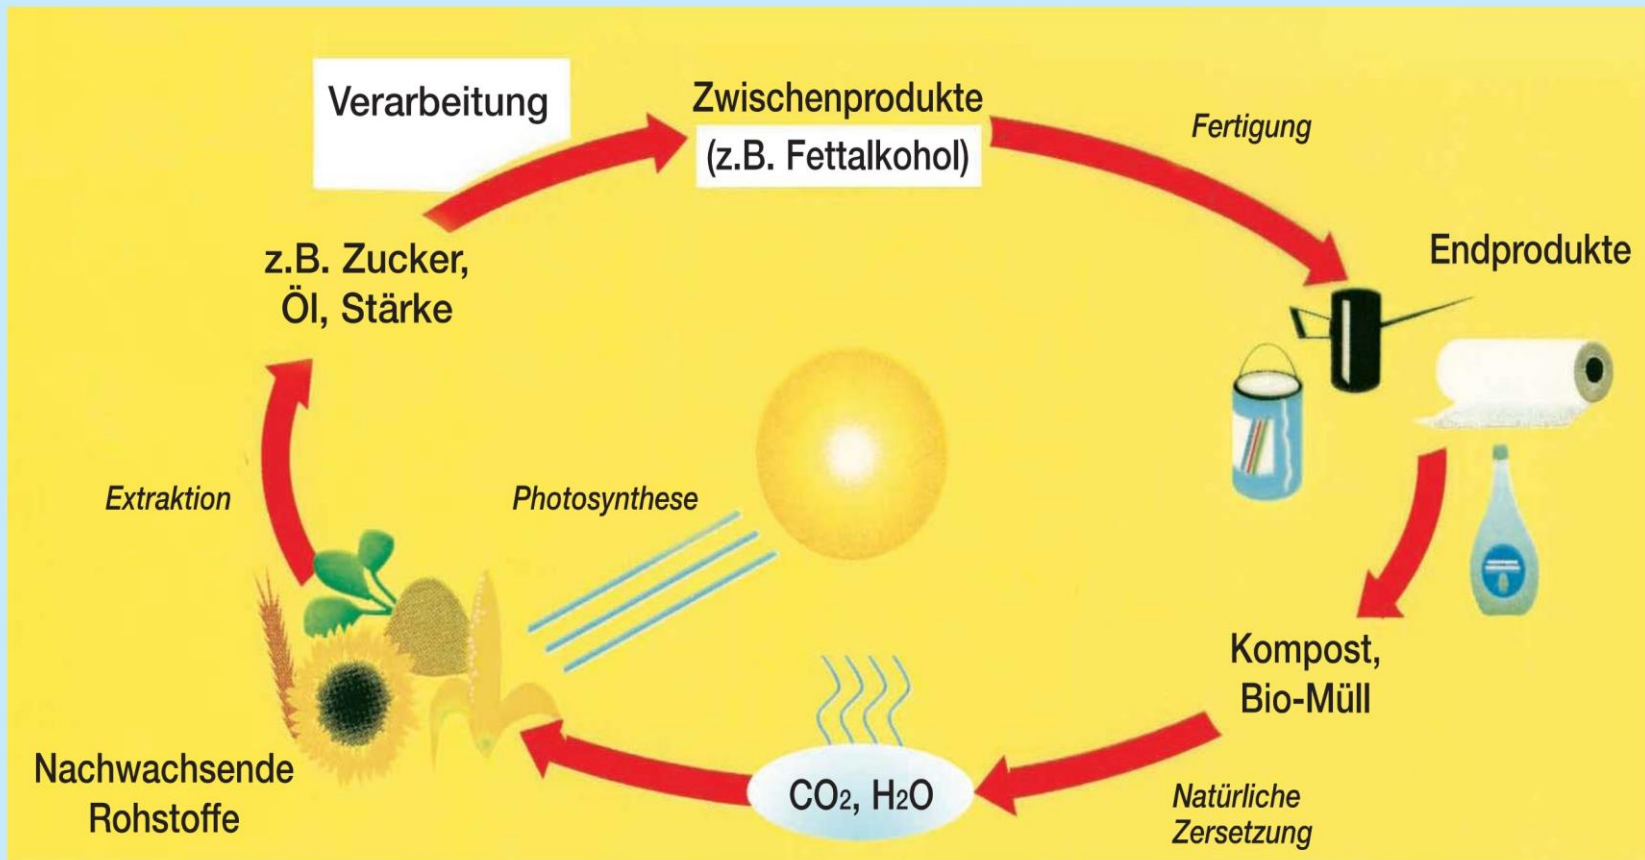 Verarbeitung
Zwischenprodukte
(z.B. Fettalkohol)
Fertigung
z.B. Zucker,
Öl, Stärke
Endprodukte
Extraktion
Photosynthese
Kompost,
Bio-Müll
Nachwachsende
Rohstoffe
CO2, H2O
Natürliche
Zersetzung